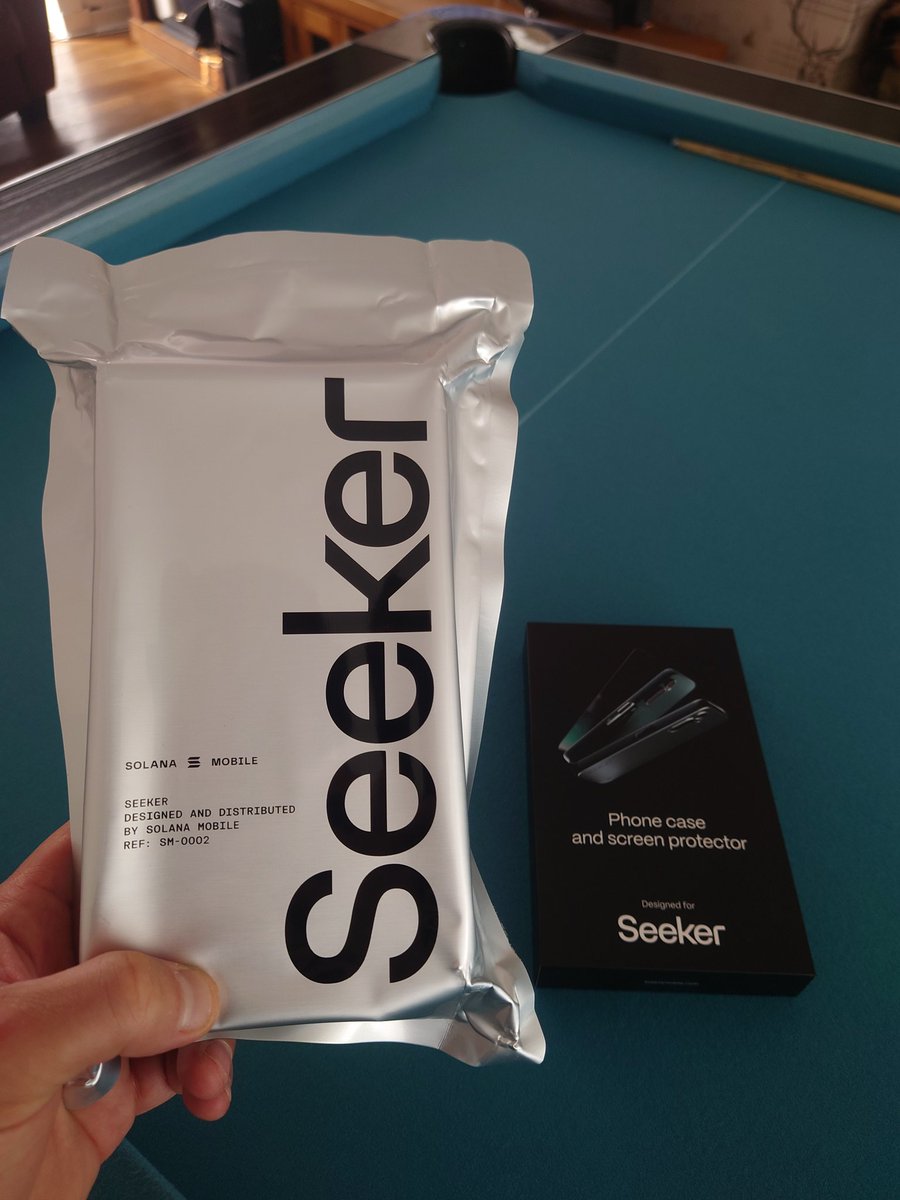 Seeker
SOLANA MOBILE
SEEKER
DESIGNED AND DISTRIBUTED
BY SOLANA MOBILE
REF: SM-0002
Phone case
and screen protector
Designed for
Seeker